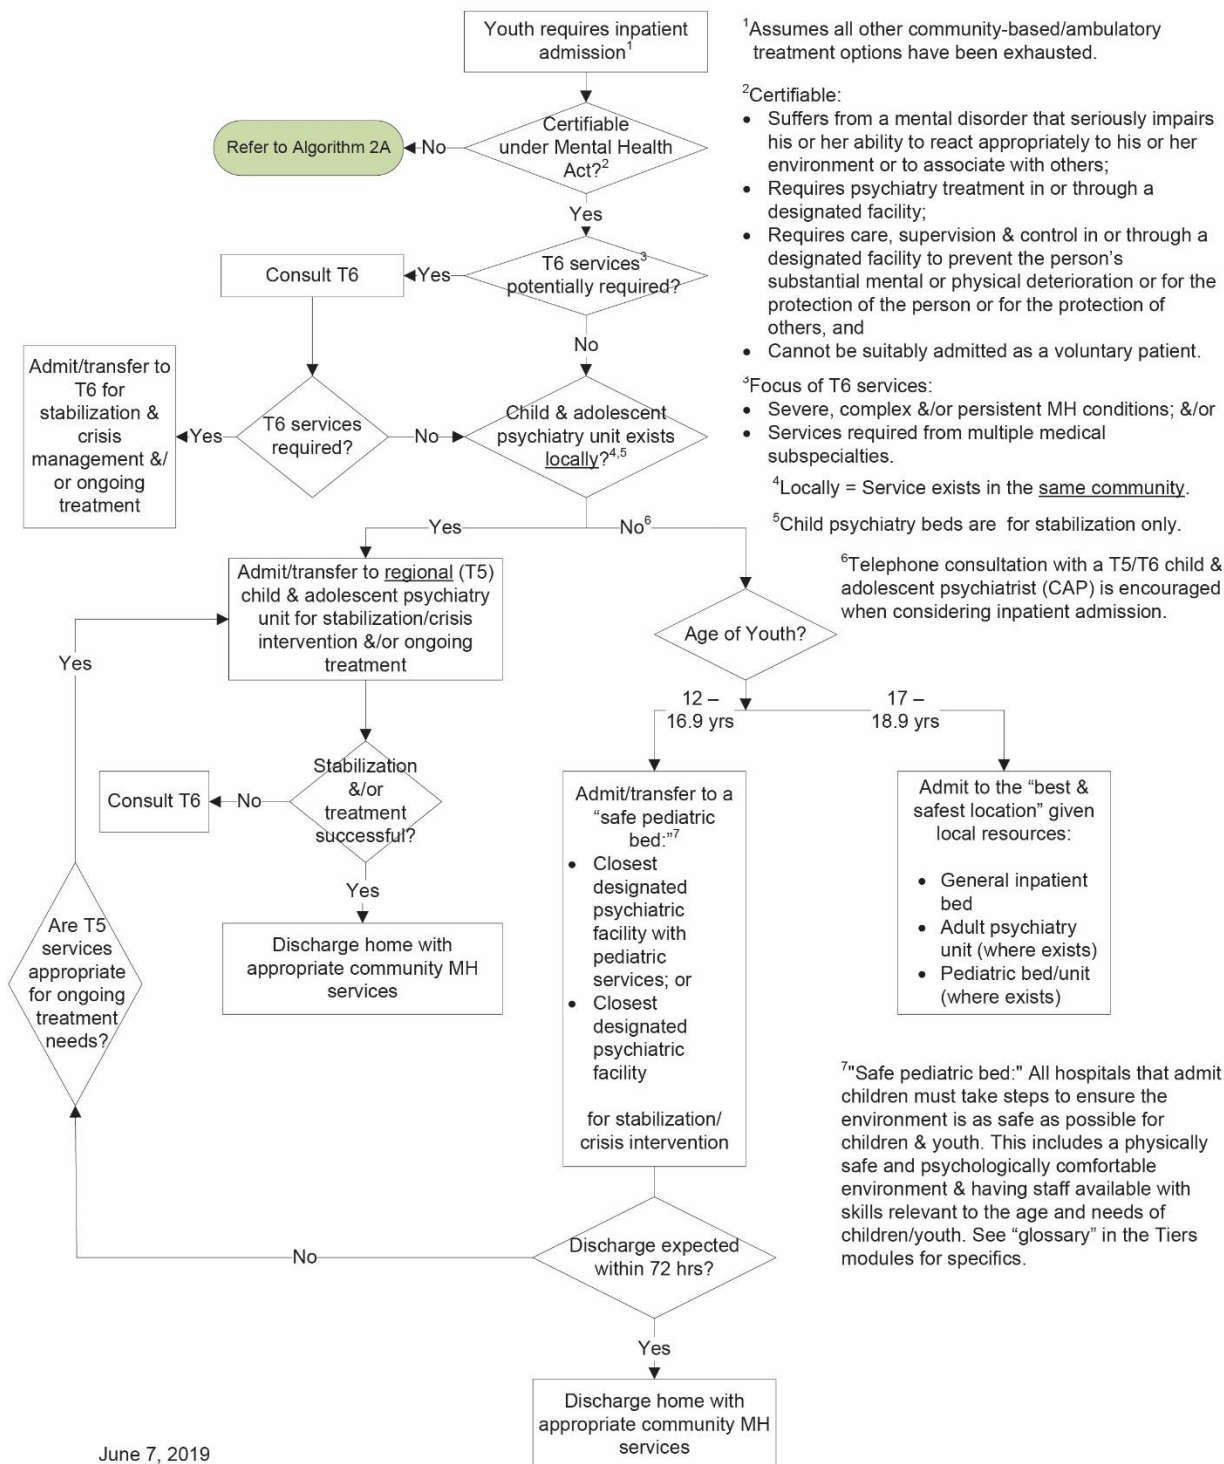 Youth requires inpatient
admission¹
¹Assumes all other community-based/ambulatory
treatment options have been exhausted.
²Certifiable:
• Suffers from a mental disorder that seriously impairs
his or her ability to react appropriately to his or her
environment or to associate with others;
• Requires psychiatry treatment in or through a
designated facility;
• Requires care, supervision & control in or through a
designated facility to prevent the person's
substantial mental or physical deterioration or for the
protection of the person or for the protection of
others, and
• Cannot be suitably admitted as a voluntary patient.
³Focus of T6 services:
• Severe, complex &/or persistent MH conditions; &/or
• Services required from multiple medical
subspecialties.
⁴Locally = Service exists in the same community.
⁵Child psychiatry beds are for stabilization only.
⁶Telephone consultation with a T5/T6 child &
adolescent psychiatrist (CAP) is encouraged
when considering inpatient admission.
Certifiable
under Mental Health
Act?²
No
Refer to Algorithm 2A
Yes
T6 services³
potentially required?
Yes
Consult T6
No
T6 services
required?
Yes
Admit/transfer to
T6 for
stabilization &
crisis
management &/
or ongoing
treatment
No
Child & adolescent
psychiatry unit exists
locally?⁴,⁵
Yes
No⁶
Admit/transfer to regional (T5)
child & adolescent psychiatry
unit for stabilization/crisis
intervention &/or ongoing
treatment
Age of Youth?
Yes
12 –
16.9 yrs
17 –
18.9 yrs
Stabilization
&/or
treatment
successful?
No
Consult T6
Yes
Discharge home with
appropriate community MH
services
Are T5
services
appropriate
for ongoing
treatment
needs?
Admit/transfer to a
“safe pediatric
bed:”⁷
• Closest
designated
psychiatric
facility with
pediatric
services; or
• Closest
designated
psychiatric
facility
for stabilization/
crisis intervention
Admit to the “best &
safest location” given
local resources:
• General inpatient
bed
• Adult psychiatry
unit (where exists)
• Pediatric bed/unit
(where exists)
⁷"Safe pediatric bed:" All hospitals that admit
children must take steps to ensure the
environment is as safe as possible for
children & youth. This includes a physically
safe and psychologically comfortable
environment & having staff available with
skills relevant to the age and needs of
children/youth. See “glossary” in the Tiers
modules for specifics.
Discharge expected
within 72 hrs?
No
Yes
Discharge home with
appropriate community MH
services
June 7, 2019